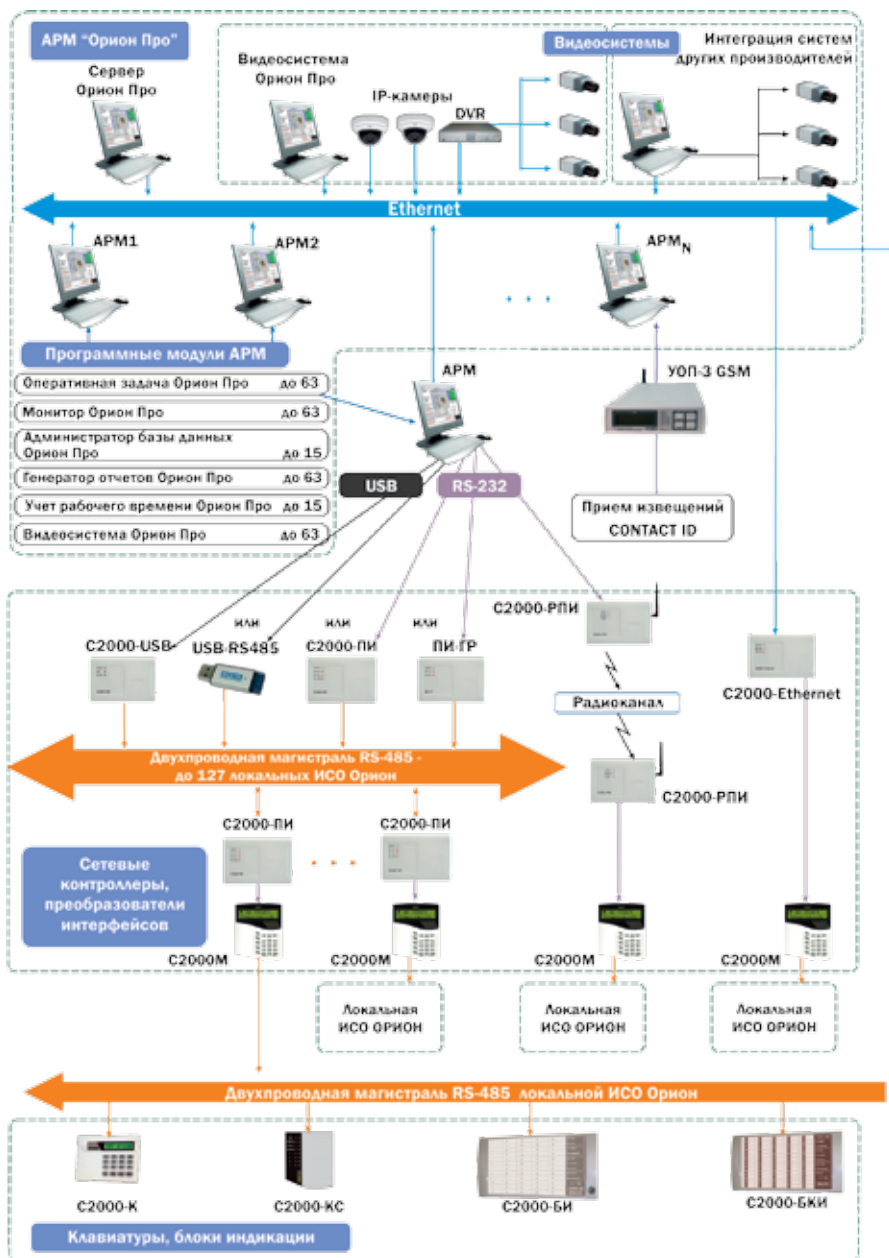 АРМ "Орион Про"
Сервер
Орион Про
Видеосистема
Орион Про
IP-камеры
DVR
Видеосистемы
Интеграция систем
других производителей
Ethernet
АРМ1
АРМ2
АРМN
Программные модули АРМ
Оперативная задача Орион Про до 63
Монитор Орион Про до 63
Администратор базы данных
Орион Про до 15
Генератор отчетов Орион Про до 63
Учет рабочего времени Орион Про до 15
Видеосистема Орион Про до 63
АРМ
УОП-3 GSM
USB
RS-232
Прием извещений
CONTACT ID
С2000-РПИ
или
или
или
С2000-USB
USB-RS485
С2000-ПИ
ПИ-ГР
С2000-Ethernet
Радиоканал
Двухпроводная магистраль RS-485 -
до 127 локальных ИСО Орион
С2000-РПИ
С2000-ПИ
С2000-ПИ
Сетевые
контроллеры,
преобразователи
интерфейсов
С2000М
С2000М
С2000М
С2000М
Локальная
ИСО ОРИОН
Локальная
ИСО ОРИОН
Локальная
ИСО ОРИОН
Двухпроводная магистраль RS-485 локальной ИСО Орион
С2000-К
С2000-КС
С2000-БИ
С2000-БКИ
Клавиатуры, блоки индикации